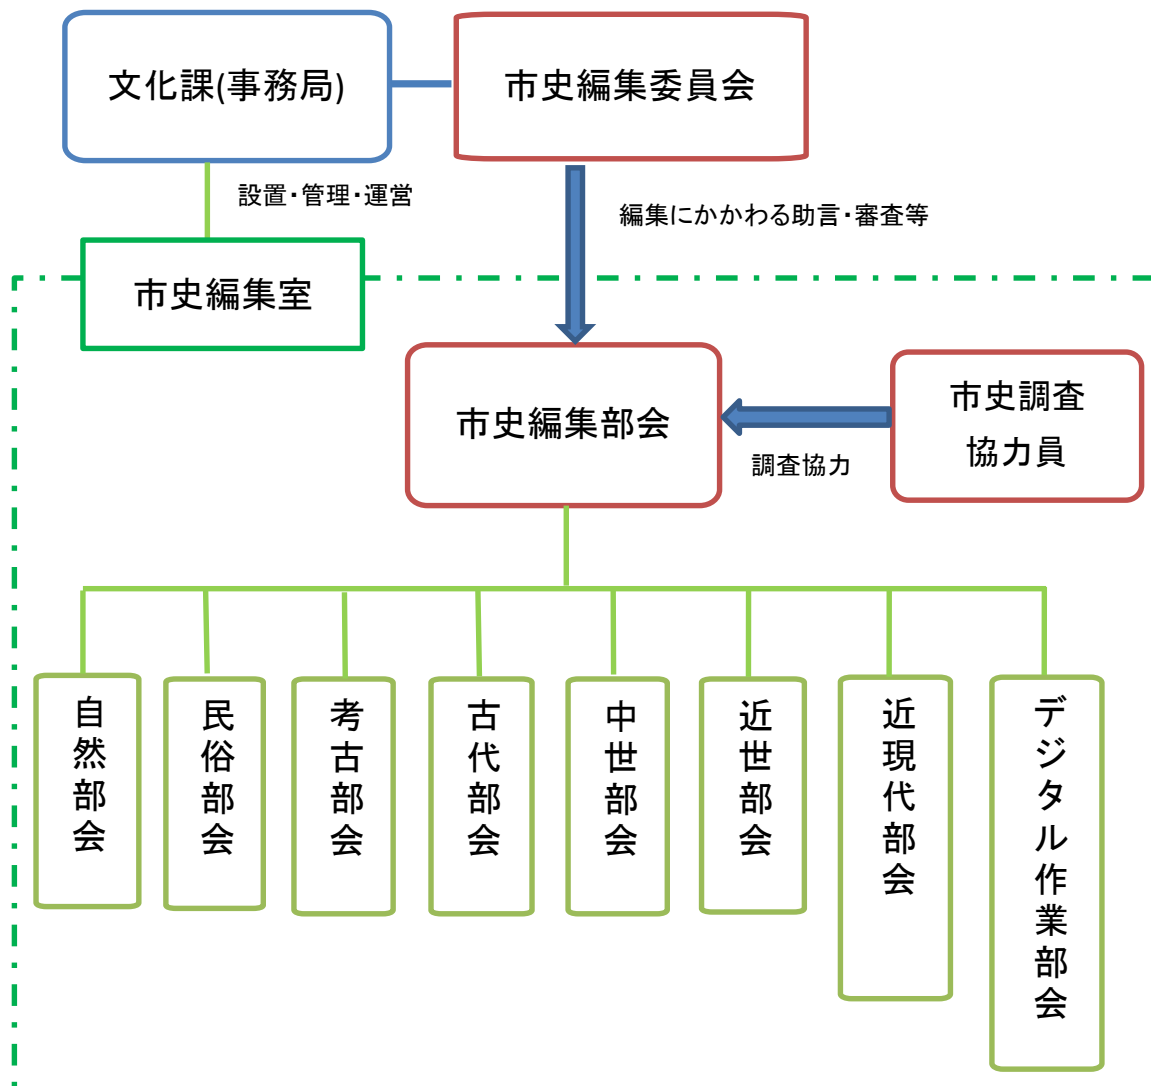 文化課(事務局)
市史編集委員会
設置・管理・運営
編集にかかわる助言・審査等
市史編集室
市史編集部会
市史調査
協力員
調査協力
自然部会
民俗部会
考古部会
古代部会
中世部会
近世部会
近現代部会
デジタル作業部会